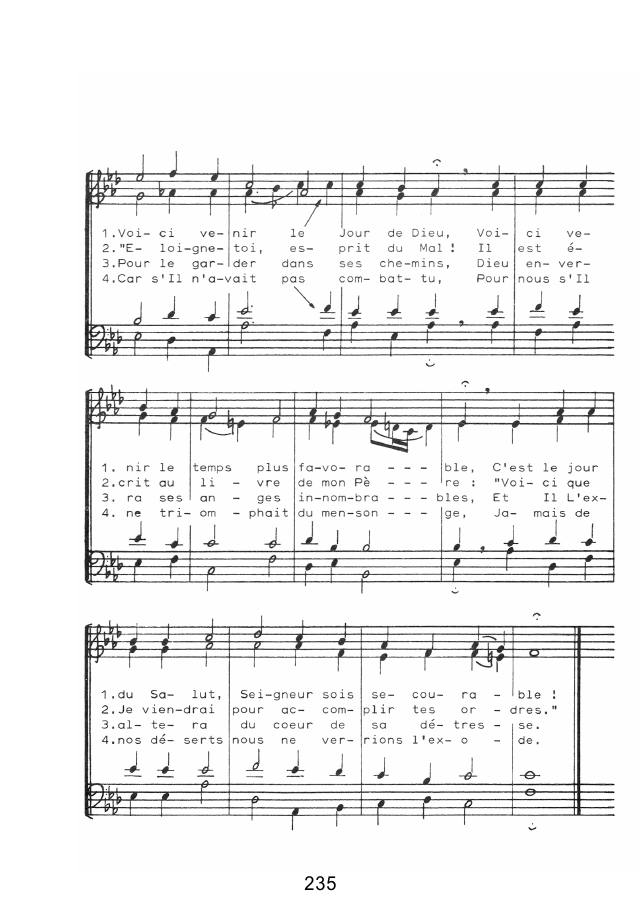 1.Voi- ci ve- nir le Jour de Dieu, Voi- ci ve-
2."E- loi-gne- toi, es- prit du Mal! Il est é-
3.Pour le gar- der dans ses che-mins, Dieu en- ver-
4.Car s'Il n'a-vait pas com- bat- tu, Pour nous s'Il
1. nir le temps plus fa-vo- ra - - - ble, C'est le jour
2.crit au li - vre de mon Pè - - - re : "Voi- ci que
3. ra ses an - ges in-nom-bra - - - bles, Et Il L'ex-
4. ne tri- om - phait du men-son - - - ge, Ja- mais de
1.du Sa- lut, Sei-gneur sois se- cou- ra - ble !
2.Je vien-drai pour ac- com- plir tes or - dres."
3.al- te- ra du coeur de sa dé- tres - se.
4.nos dé- serts nous ne ver- rions l'ex- o - de.
235